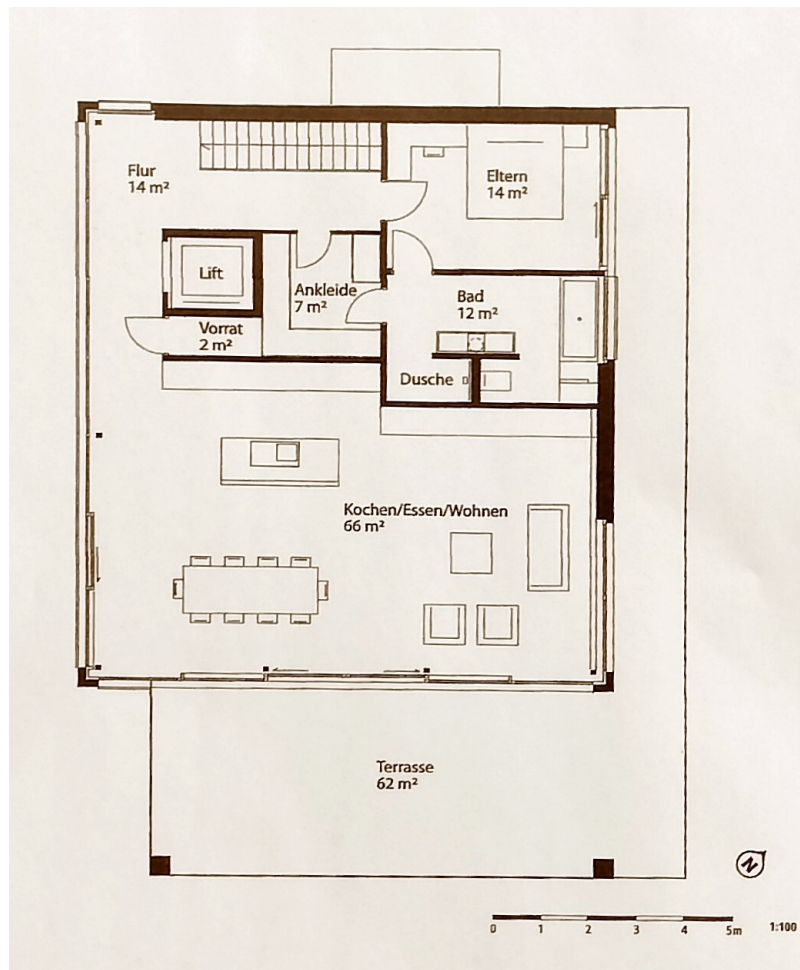 Flur
14 m²
Eltern
14 m²
Lift
Ankleide
7 m²
Bad
12 m²
Vorrat
2 m²
Dusche
Kochen/Essen/Wohnen
66 m²
Terrasse
62 m²
N
0 1 2 3 4 5m
1:100